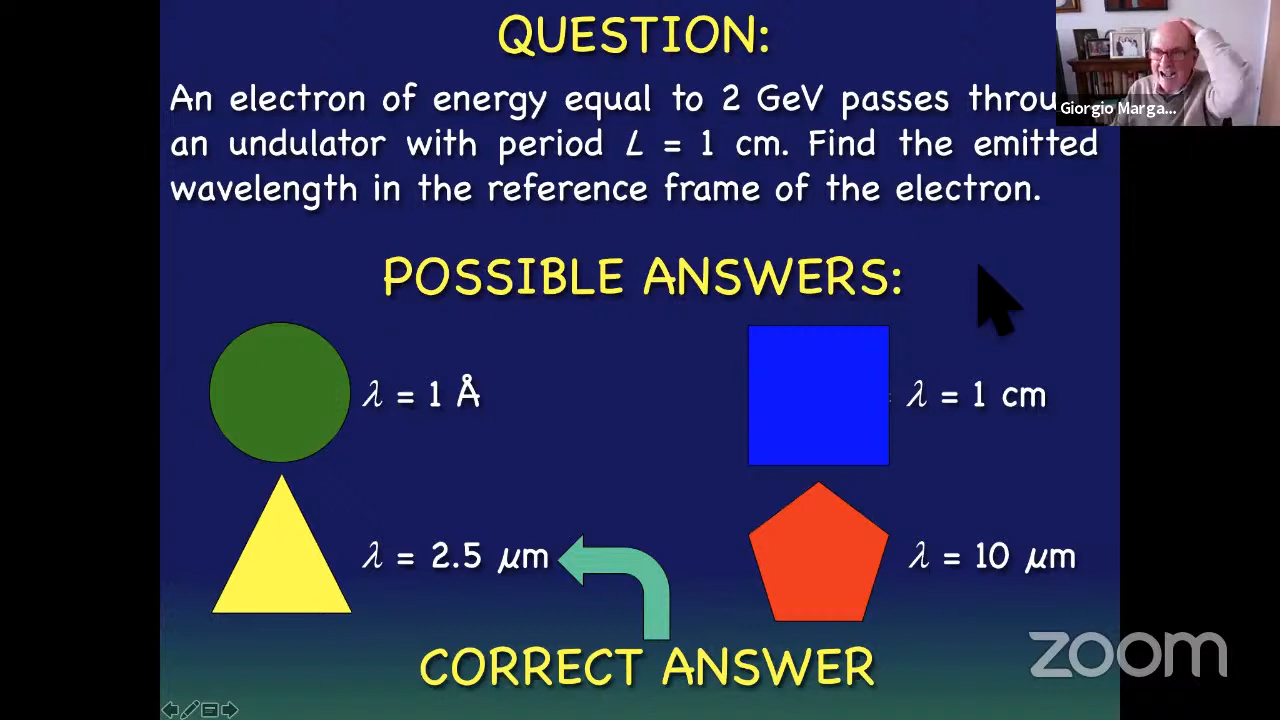 QUESTION:
An electron of energy equal to 2 GeV passes throu
Giorgio Marga...
an undulator with period L = 1 cm. Find the emitted
wavelength in the reference frame of the electron.
POSSIBLE ANSWERS:
λ = 1 Å
λ = 1 cm
λ = 2.5 μm
λ = 10 μm
CORRECT ANSWER
zoom